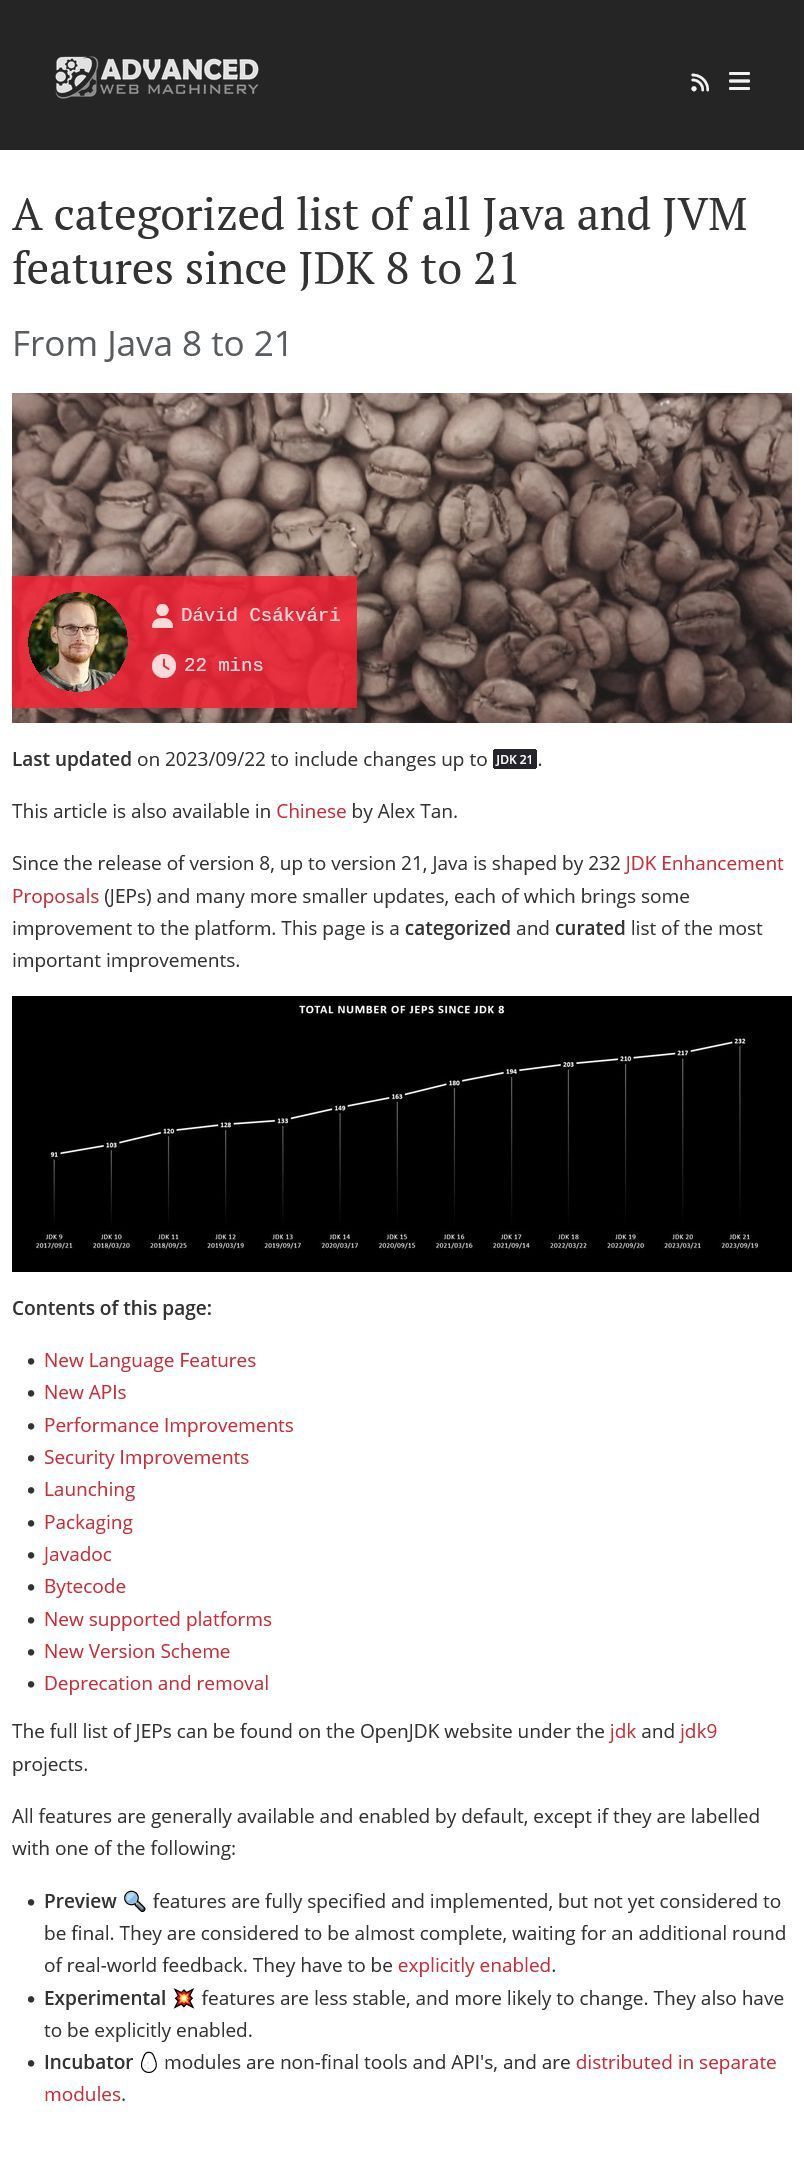 ADVANCED
WEB MACHINERY
A categorized list of all Java and JVM
features since JDK 8 to 21
From Java 8 to 21
Dávid Csákvári
22 mins
Last updated on 2023/09/22 to include changes up to JDK 21.
This article is also available in Chinese by Alex Tan.
Since the release of version 8, up to version 21, Java is shaped by 232 JDK Enhancement
Proposals (JEPs) and many more smaller updates, each of which brings some
improvement to the platform. This page is a categorized and curated list of the most
important improvements.
TOTAL NUMBER OF JEPS SINCE JDK 8
91 103 120 128 133 149 163 180 194 203 210 217 232
JDK 9 JDK 10 JDK 11 JDK 12 JDK 13 JDK 14 JDK 15 JDK 16 JDK 17 JDK 18 JDK 19 JDK 20 JDK 21
2017/09/21 2018/03/20 2018/09/25 2019/03/19 2019/09/17 2020/03/17 2020/09/15 2021/03/16 2021/09/14 2022/03/22 2022/09/20 2023/03/21 2023/09/19
Contents of this page:
New Language Features
New APIs
Performance Improvements
Security Improvements
Launching
Packaging
Javadoc
Bytecode
New supported platforms
New Version Scheme
Deprecation and removal
The full list of JEPs can be found on the OpenJDK website under the jdk and jdk9
projects.
All features are generally available and enabled by default, except if they are labelled
with one of the following:
Preview 🔍 features are fully specified and implemented, but not yet considered to
be final. They are considered to be almost complete, waiting for an additional round
of real-world feedback. They have to be explicitly enabled.
Experimental 💥 features are less stable, and more likely to change. They also have
to be explicitly enabled.
Incubator 🥚 modules are non-final tools and API's, and are distributed in separate
modules.